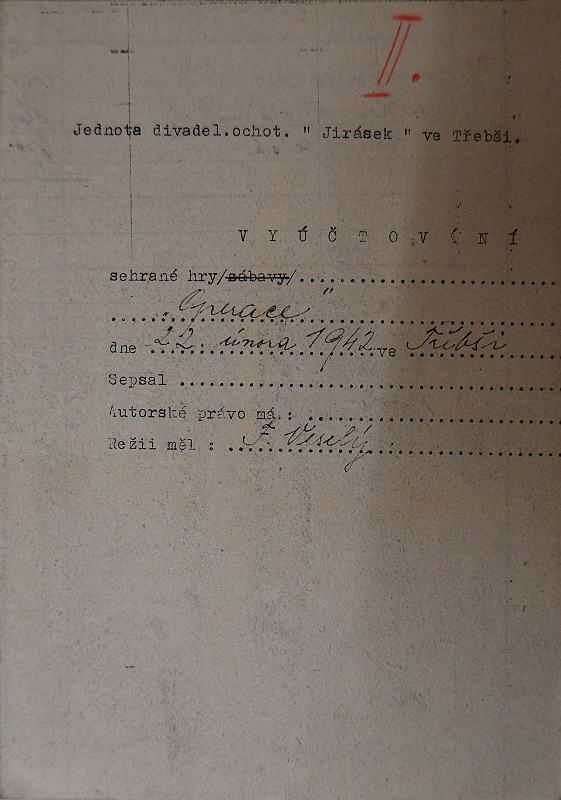 II.
Jednota divadel.ochot. " Jirásek " ve Třebši.
V Y Ú Č T O V Á N Í
sehrané hry/zábavy/..............................
.....„Operace"..............................
dne ..22. února 1942..ve ..Třebši..............
Sepsal ..............................
Autorské právo má.: ..............................
Režii měl : ..F. Veselý..............................